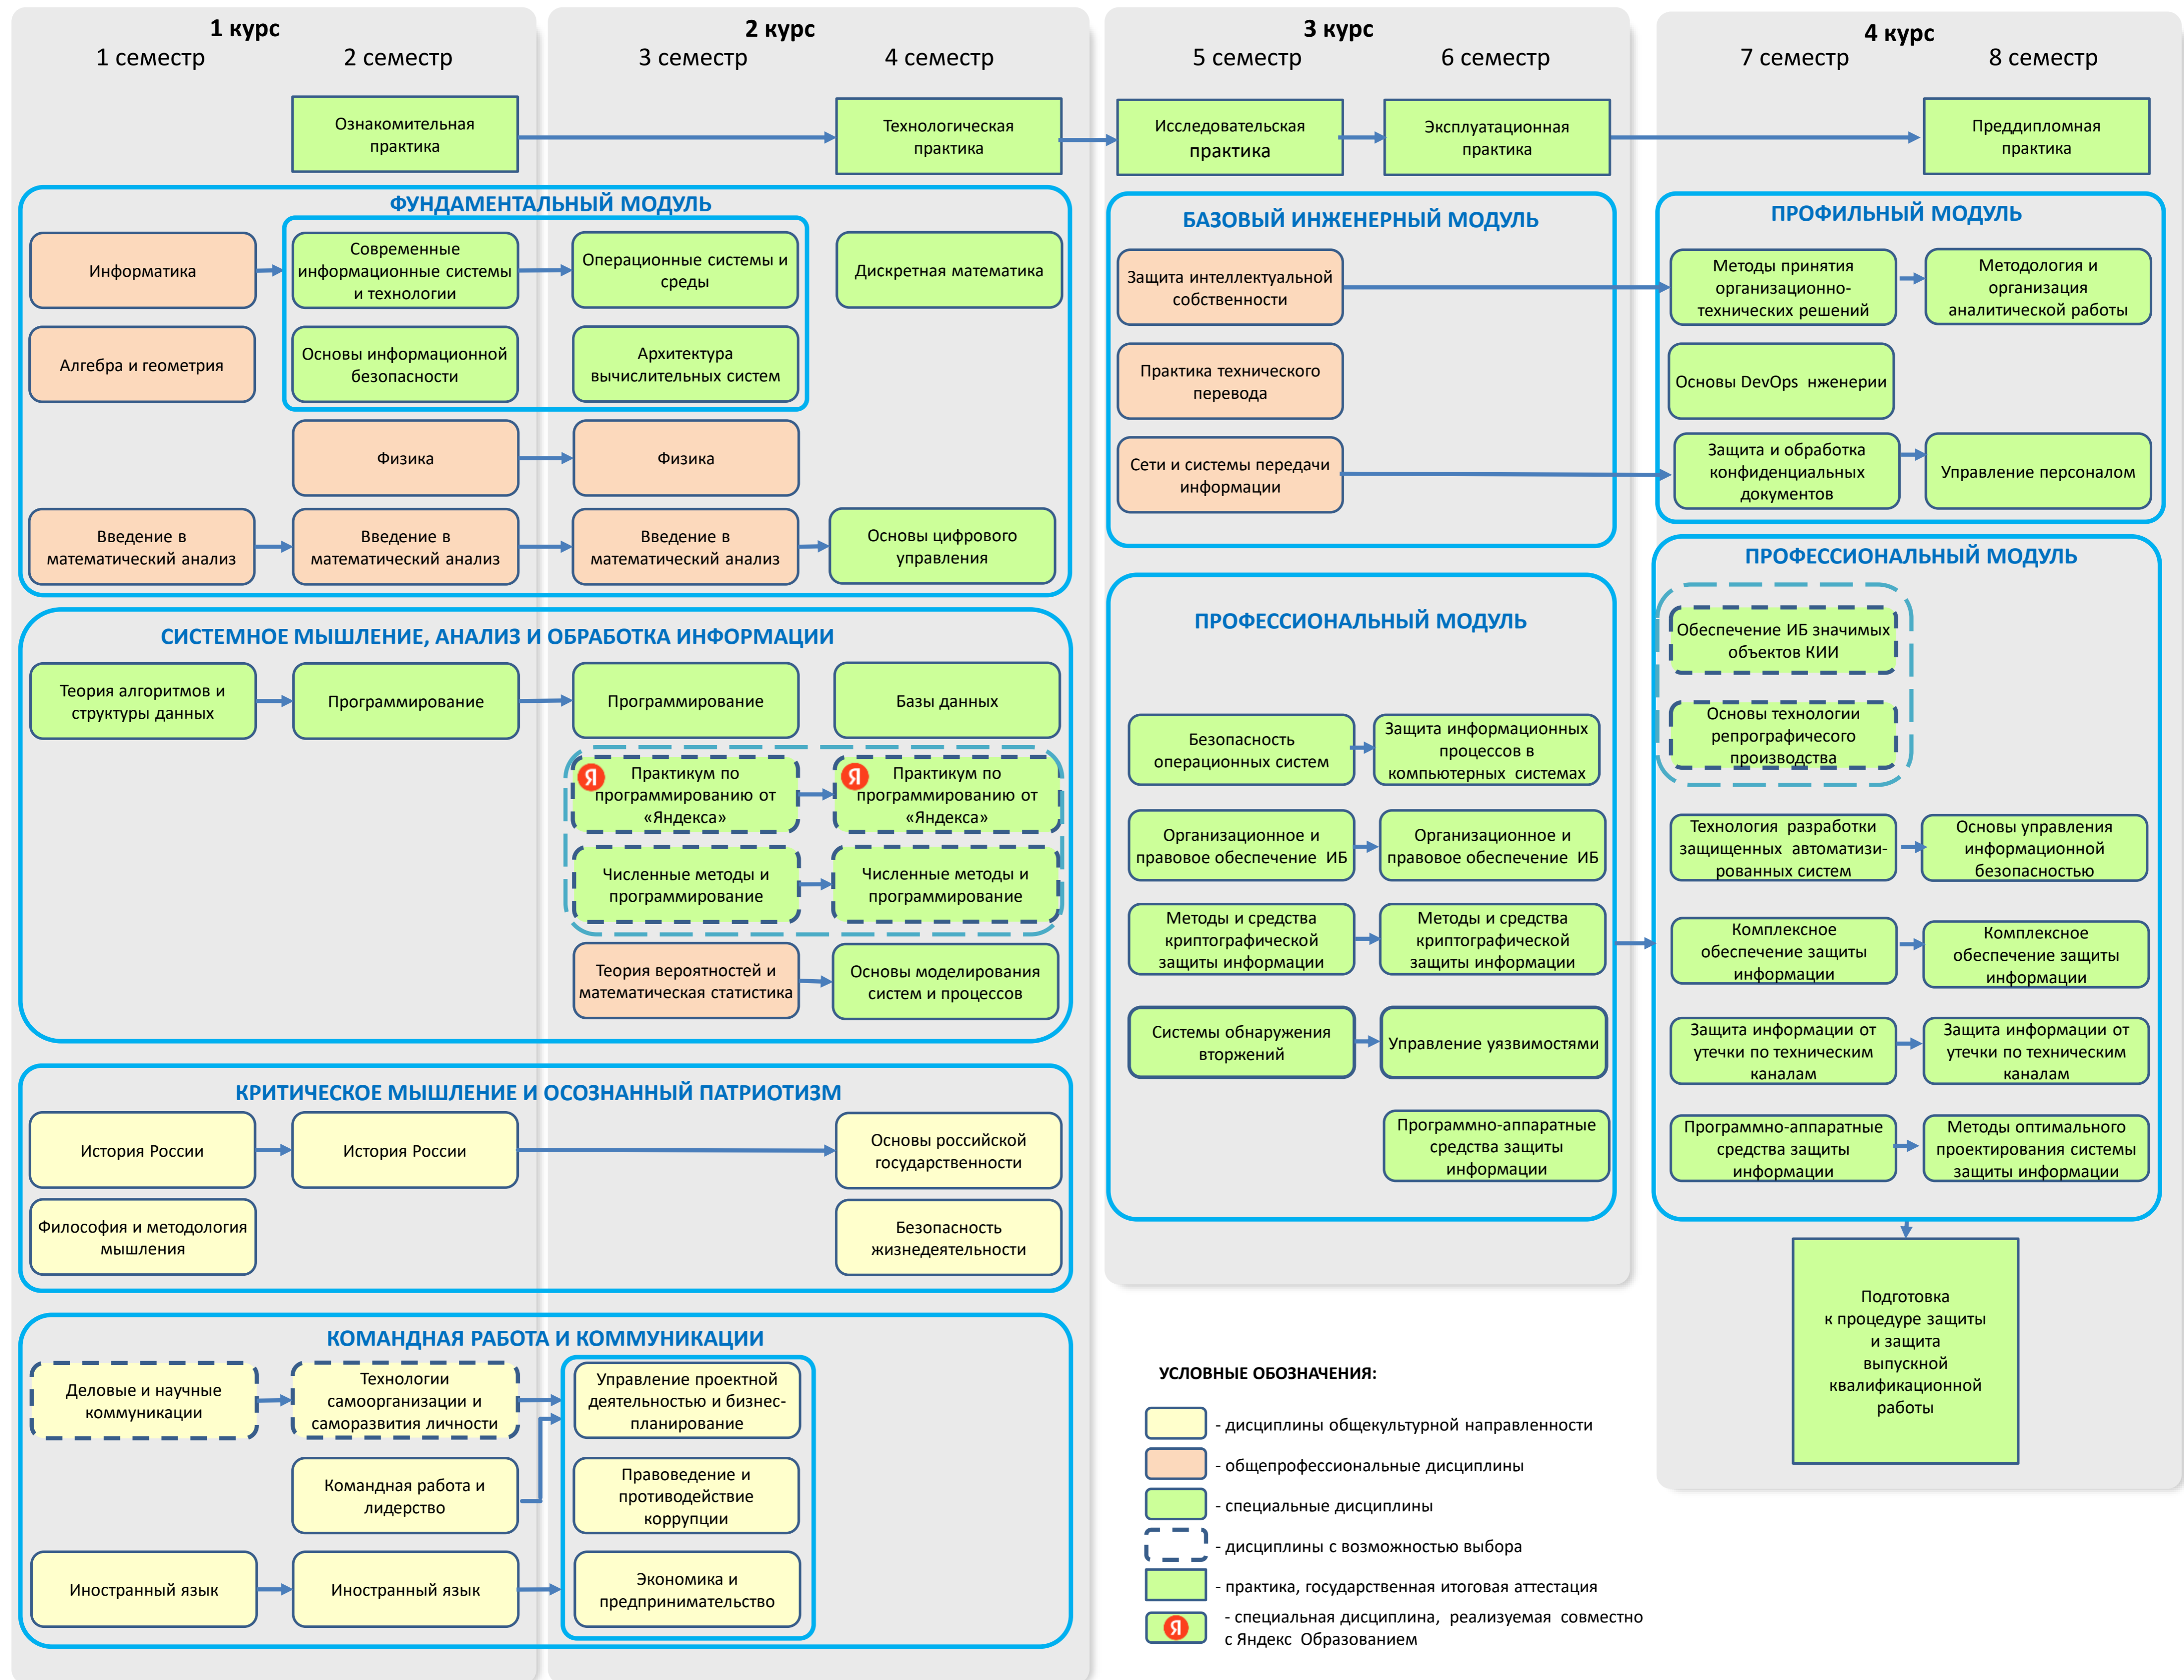 1 курс
1 семестр
2 семестр
2 курс
3 семестр
4 семестр
3 курс
5 семестр
6 семестр
4 курс
7 семестр
8 семестр
Ознакомительная
практика
Технологическая
практика
Исследовательская
практика
Эксплуатационная
практика
Преддипломная
практика
ФУНДАМЕНТАЛЬНЫЙ МОДУЛЬ
Информатика
Современные
информационные системы
и технологии
Операционные системы и
среды
Дискретная математика
Алгебра и геометрия
Основы информационной
безопасности
Архитектура
вычислительных систем
Физика
Физика
Введение в
математический анализ
Введение в
математический анализ
Введение в
математический анализ
Основы цифрового
управления
СИСТЕМНОЕ МЫШЛЕНИЕ, АНАЛИЗ И ОБРАБОТКА ИНФОРМАЦИИ
Теория алгоритмов и
структуры данных
Программирование
Программирование
Базы данных
Я
Практикум по
программированию от
«Яндекса»
Я
Практикум по
программированию от
«Яндекса»
Численные методы и
программирование
Численные методы и
программирование
Теория вероятностей и
математическая статистика
Основы моделирования
систем и процессов
КРИТИЧЕСКОЕ МЫШЛЕНИЕ И ОСОЗНАННЫЙ ПАТРИОТИЗМ
История России
История России
Основы российской
государственности
Философия и методология
мышления
Безопасность
жизнедеятельности
КОМАНДНАЯ РАБОТА И КОММУНИКАЦИИ
Деловые и научные
коммуникации
Технологии
самоорганизации и
саморазвития личности
Управление проектной
деятельностью и бизнес-
планирование
Командная работа и
лидерство
Правоведение и
противодействие
коррупции
Иностранный язык
Иностранный язык
Экономика и
предпринимательство
БАЗОВЫЙ ИНЖЕНЕРНЫЙ МОДУЛЬ
Защита интеллектуальной
собственности
Практика технического
перевода
Сети и системы передачи
информации
ПРОФЕССИОНАЛЬНЫЙ МОДУЛЬ
Безопасность
операционных систем
Защита информационных
процессов в
компьютерных системах
Организационное и
правовое обеспечение ИБ
Организационное и
правовое обеспечение ИБ
Методы и средства
криптографической
защиты информации
Методы и средства
криптографической
защиты информации
Системы обнаружения
вторжений
Управление уязвимостями
Программно-аппаратные
средства защиты
информации
ПРОФИЛЬНЫЙ МОДУЛЬ
Методы принятия
организационно-
технических решений
Методология и
организация
аналитической работы
Основы DevOps нженерии
Защита и обработка
конфиденциальных
документов
Управление персоналом
ПРОФЕССИОНАЛЬНЫЙ МОДУЛЬ
Обеспечение ИБ значимых
объектов КИИ
Основы технологии
репрографичесого
производства
Технология разработки
защищенных автоматизи-
рованных систем
Основы управления
информационной
безопасностью
Комплексное
обеспечение защиты
информации
Комплексное
обеспечение защиты
информации
Защита информации от
утечки по техническим
каналам
Защита информации от
утечки по техническим
каналам
Программно-аппаратные
средства защиты
информации
Методы оптимального
проектирования системы
защиты информации
Подготовка
к процедуре защиты
и защита
выпускной
квалификационной
работы
УСЛОВНЫЕ ОБОЗНАЧЕНИЯ:
- дисциплины общекультурной направленности
- общепрофессиональные дисциплины
- специальные дисциплины
- дисциплины с возможностью выбора
- практика, государственная итоговая аттестация
Я
- специальная дисциплина, реализуемая совместно
с Яндекс Образованием